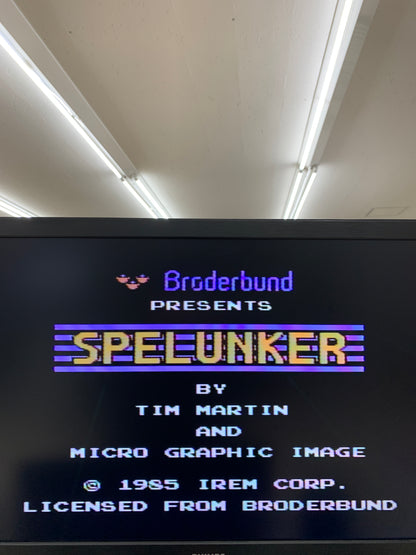 Broderbund
PRESENTS
SPELUNKER
BY
TIM MARTIN
AND
MICRO GRAPHIC IMAGE
© 1985 IREM CORP.
LICENSED FROM BRODERBUND